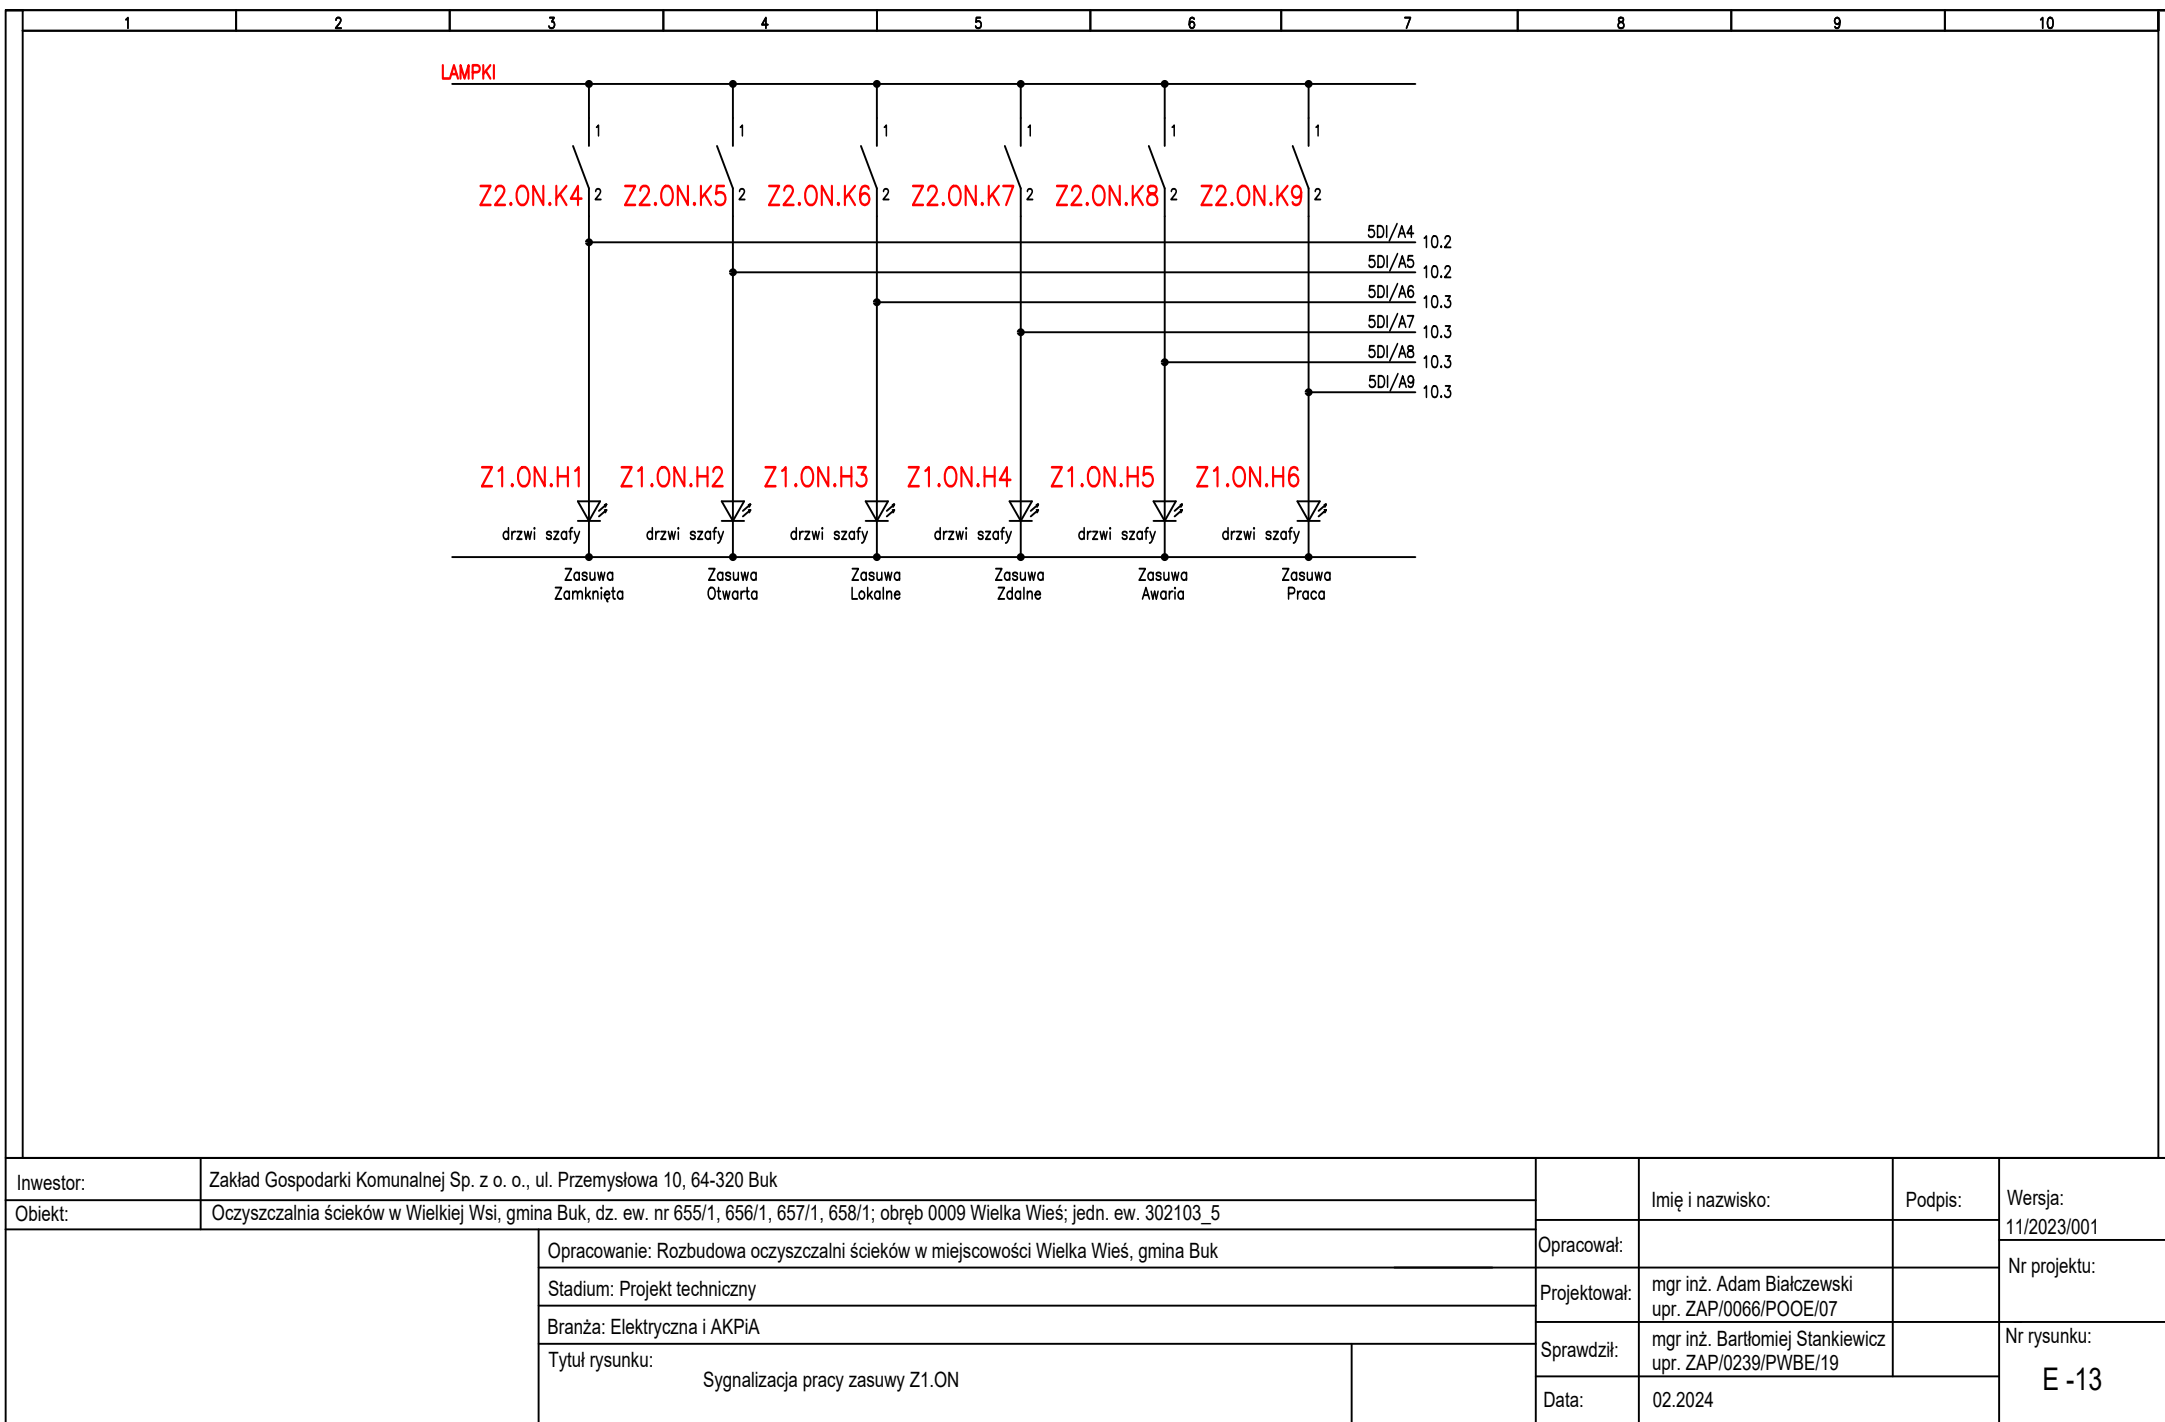 1 2 3 4 5 6 7 8 9 10
LAMPKI
1 1 1 1 1 1
Z2.ON.K4 2 Z2.ON.K5 2 Z2.ON.K6 2 Z2.ON.K7 2 Z2.ON.K8 2 Z2.ON.K9 2
5DI/A4 10.2
5DI/A5 10.2
5DI/A6 10.3
5DI/A7 10.3
5DI/A8 10.3
5DI/A9 10.3
Z1.ON.H1 Z1.ON.H2 Z1.ON.H3 Z1.ON.H4 Z1.ON.H5 Z1.ON.H6
drzwi szafy drzwi szafy drzwi szafy drzwi szafy drzwi szafy drzwi szafy
Zasuwa Zasuwa Zasuwa Zasuwa Zasuwa Zasuwa
Zamknięta Otwarta Lokalne Zdalne Awaria Praca
Inwestor: Zakład Gospodarki Komunalnej Sp. z o. o., ul. Przemysłowa 10, 64-320 Buk
Obiekt: Oczyszczalnia ścieków w Wielkiej Wsi, gmina Buk, dz. ew. nr 655/1, 656/1, 657/1, 658/1; obręb 0009 Wielka Wieś; jedn. ew. 302103_5
Opracowanie: Rozbudowa oczyszczalni ścieków w miejscowości Wielka Wieś, gmina Buk
Stadium: Projekt techniczny
Branża: Elektryczna i AKPiA
Tytuł rysunku:
Sygnalizacja pracy zasuwy Z1.ON
Imię i nazwisko: Podpis:
Opracował:
Projektował: mgr inż. Adam Białczewski
upr. ZAP/0066/POOE/07
Sprawdził: mgr inż. Bartłomiej Stankiewicz
upr. ZAP/0239/PWBE/19
Data: 02.2024
Wersja:
11/2023/001
Nr projektu:
Nr rysunku:
E -13